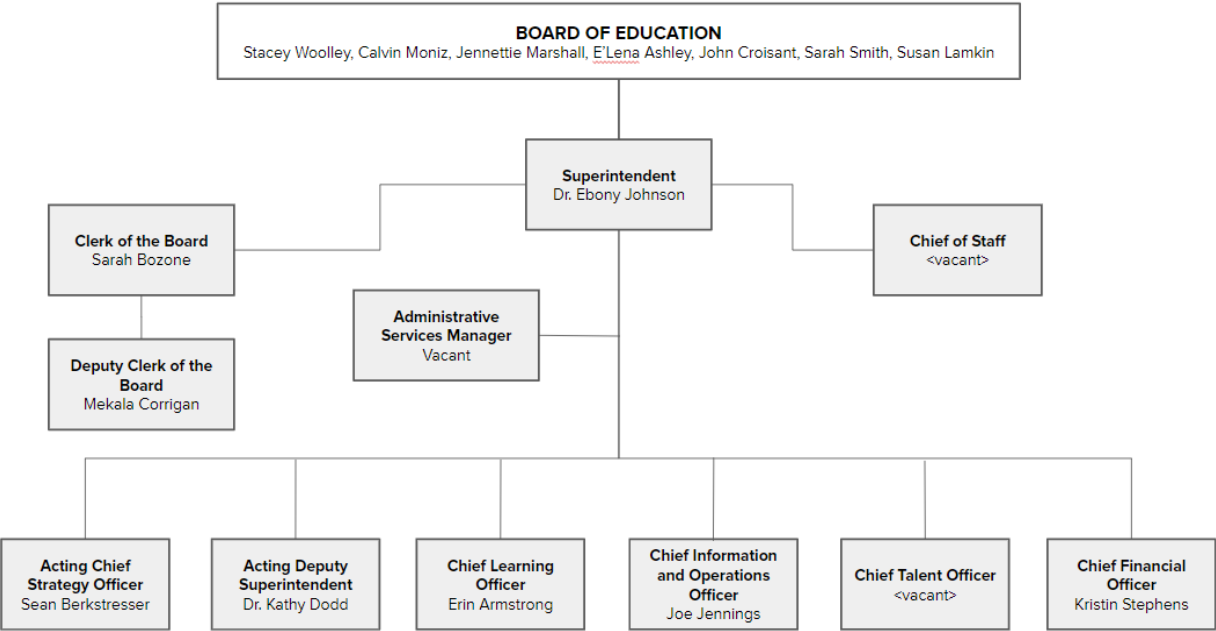 BOARD OF EDUCATION
Stacey Woolley, Calvin Moniz, Jennettie Marshall, E’Lena Ashley, John Croisant, Sarah Smith, Susan Lamkin
Superintendent
Dr. Ebony Johnson
Clerk of the Board
Sarah Bozone
Chief of Staff
<vacant>
Administrative
Services Manager
Vacant
Deputy Clerk of the
Board
Mekala Corrigan
Acting Chief
Strategy Officer
Sean Berkstresser
Acting Deputy
Superintendent
Dr. Kathy Dodd
Chief Learning
Officer
Erin Armstrong
Chief Information
and Operations
Officer
Joe Jennings
Chief Talent Officer
<vacant>
Chief Financial
Officer
Kristin Stephens